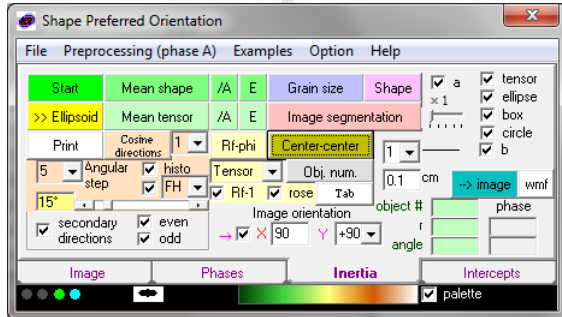 Shape Preferred Orientation
x
File Preprocessing (phase A) Examples Option Help
Start Mean shape /A E Grain size Shape a tensor
x 1 ellipse
>> Ellipsoid Mean tensor /A E Image segmentation box
circle
Print Cosine directions 1 Rf-phi Center-center 1 b
5 Angular step histo Tensor Obj. num. 0.1 cm --> image wmf
FH Rf-1 rose Tab
15° Image orientation object # phase
secondary directions even → X 90 Y +90 r
odd angle
Image Phases Inertia Intercepts
palette